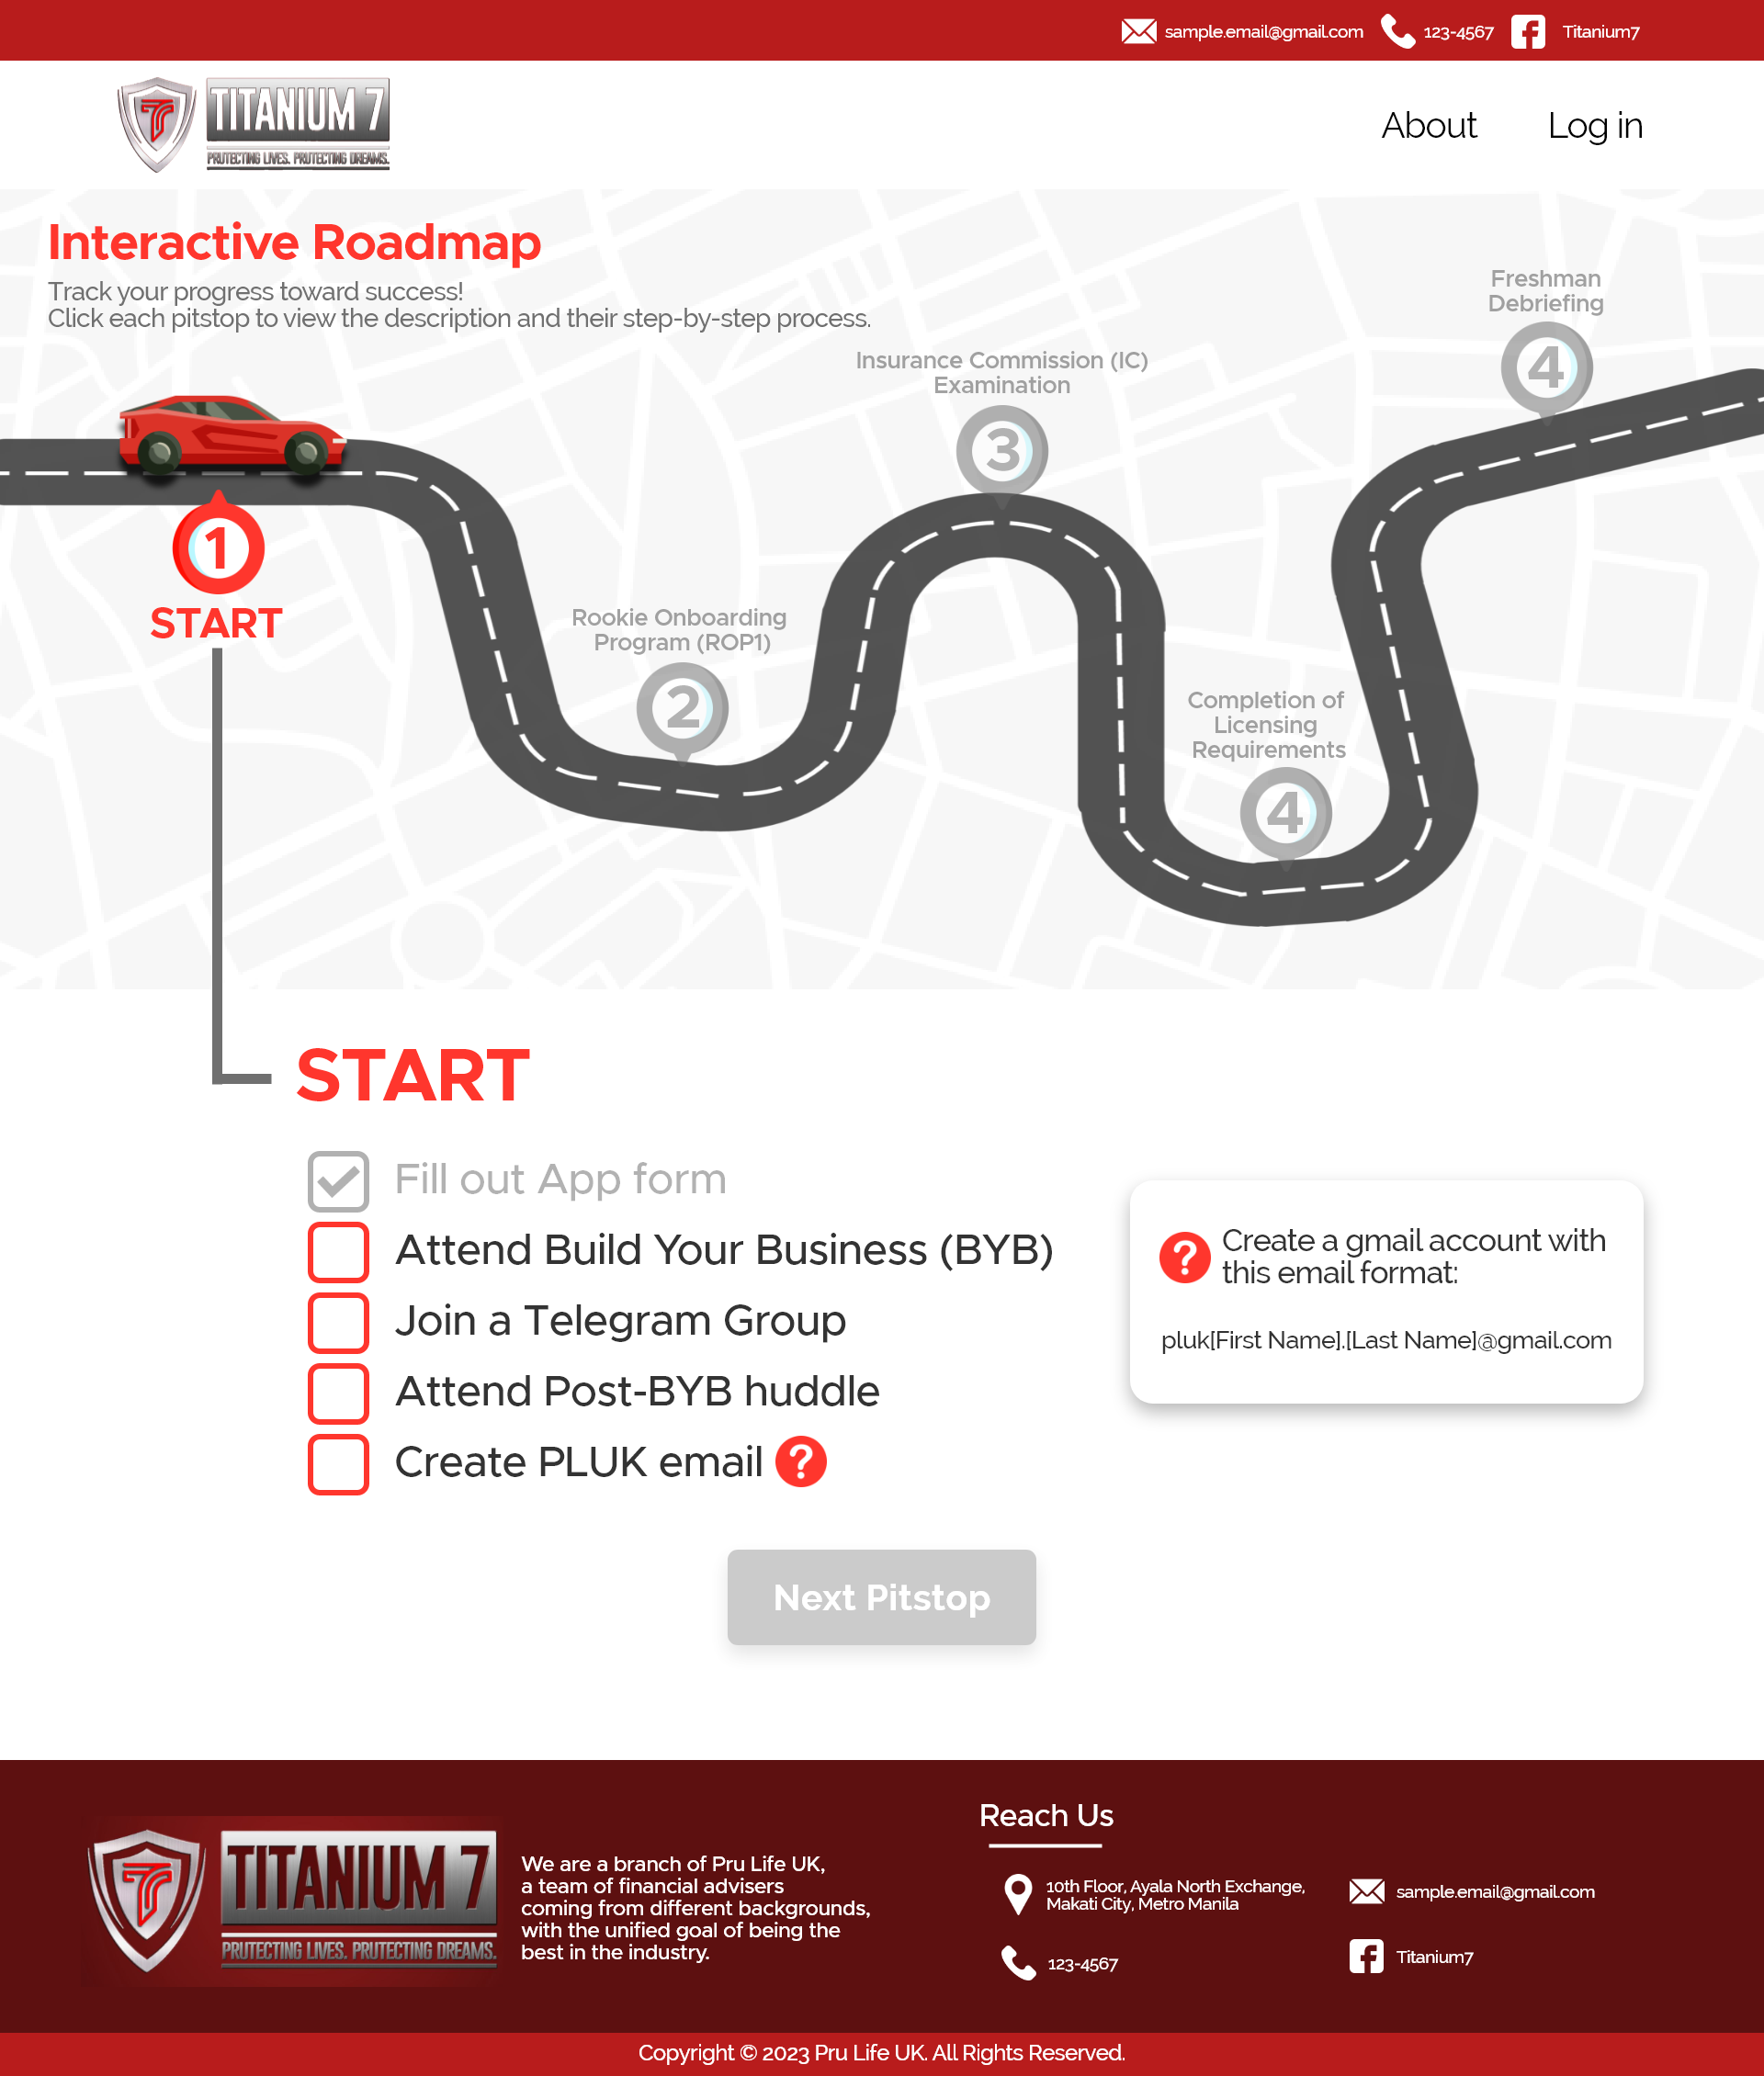 sample.email@gmail.com
123-4567
Titanium7
TITANIUM 7
PROTECTING LIVES. PROTECTING DREAMS.
About
Log in
Interactive Roadmap
Track your progress toward success!
Click each pitstop to view the description and their step-by-step process.
Freshman
Debriefing
4
Insurance Commission (IC)
Examination
3
1
START
Rookie Onboarding
Program (ROP1)
2
Completion of
Licensing
Requirements
4
START
Fill out App form
Attend Build Your Business (BYB)
Join a Telegram Group
Attend Post-BYB huddle
Create PLUK email ?
? Create a gmail account with
this email format:
pluk[First Name].[Last Name]@gmail.com
Next Pitstop
TITANIUM 7
PROTECTING LIVES. PROTECTING DREAMS.
We are a branch of Pru Life UK,
a team of financial advisers
coming from different backgrounds,
with the unified goal of being the
best in the industry.
Reach Us
10th Floor, Ayala North Exchange,
Makati City, Metro Manila
123-4567
sample.email@gmail.com
Titanium7
Copyright © 2023 Pru Life UK. All Rights Reserved.